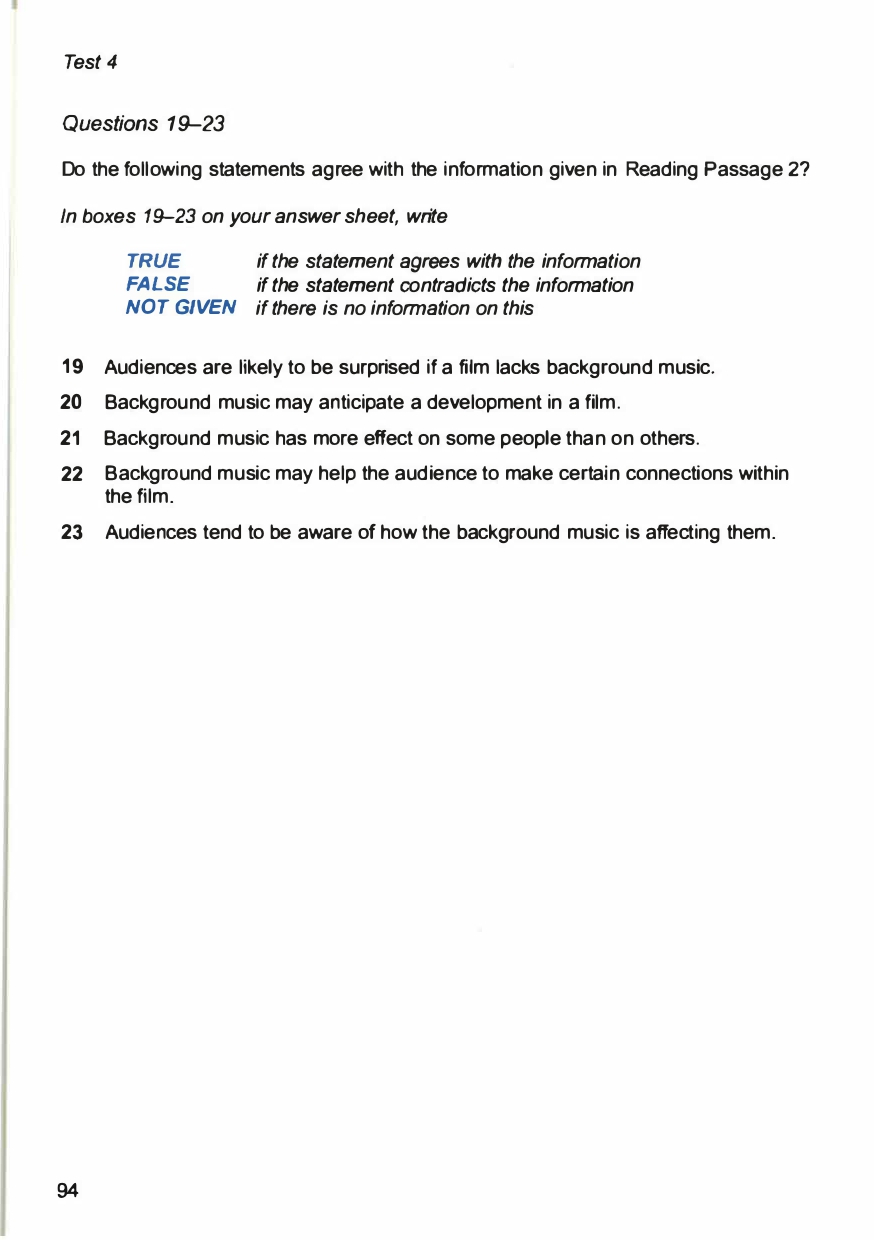 Test 4
Questions 19–23
Do the following statements agree with the information given in Reading Passage 2?
In boxes 19–23 on your answer sheet, write
TRUE if the statement agrees with the information
FALSE if the statement contradicts the information
NOT GIVEN if there is no information on this
19 Audiences are likely to be surprised if a film lacks background music.
20 Background music may anticipate a development in a film.
21 Background music has more effect on some people than on others.
22 Background music may help the audience to make certain connections within
the film.
23 Audiences tend to be aware of how the background music is affecting them.
94